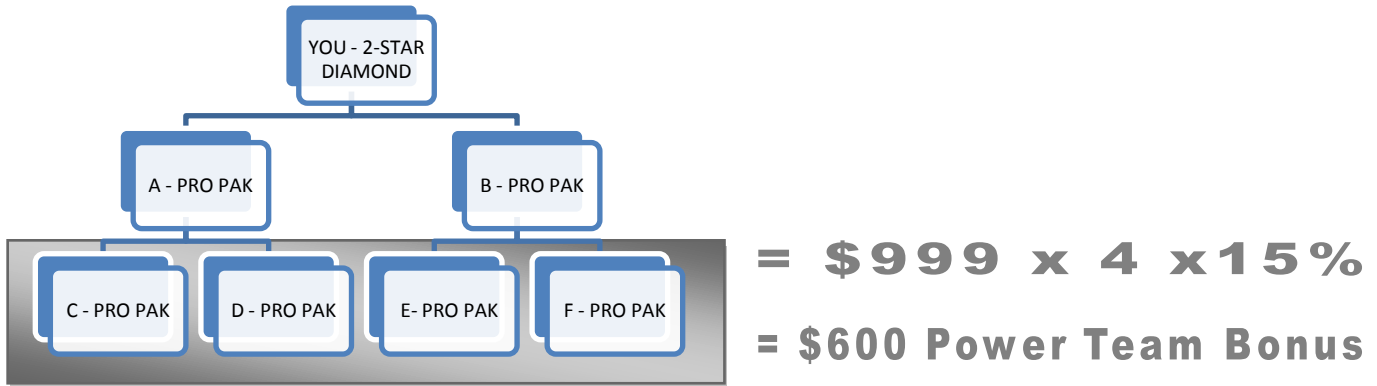 YOU - 2-STAR
DIAMOND
A - PRO PAK
B - PRO PAK
C - PRO PAK
D - PRO PAK
E- PRO PAK
F - PRO PAK
= $999 x 4 x15%
= $600 Power Team Bonus